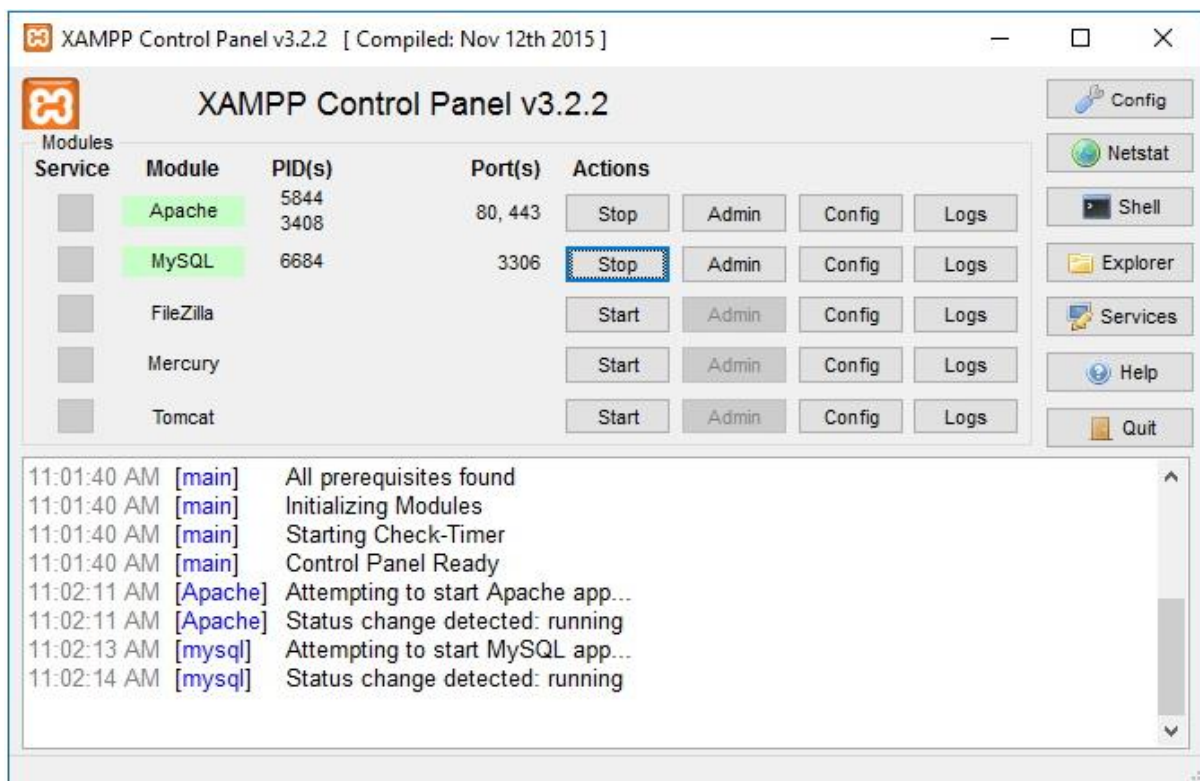 XAMPP Control Panel v3.2.2 [ Compiled: Nov 12th 2015 ]
XAMPP Control Panel v3.2.2
Modules
Service Module PID(s) Port(s) Actions
Apache 5844 3408 80, 443 Stop Admin Config Logs
MySQL 6684 3306 Stop Admin Config Logs
FileZilla Start Admin Config Logs
Mercury Start Admin Config Logs
Tomcat Start Admin Config Logs
Config
Netstat
Shell
Explorer
Services
Help
Quit
11:01:40 AM [main] All prerequisites found
11:01:40 AM [main] Initializing Modules
11:01:40 AM [main] Starting Check-Timer
11:01:40 AM [main] Control Panel Ready
11:02:11 AM [Apache] Attempting to start Apache app...
11:02:11 AM [Apache] Status change detected: running
11:02:13 AM [mysql] Attempting to start MySQL app...
11:02:14 AM [mysql] Status change detected: running